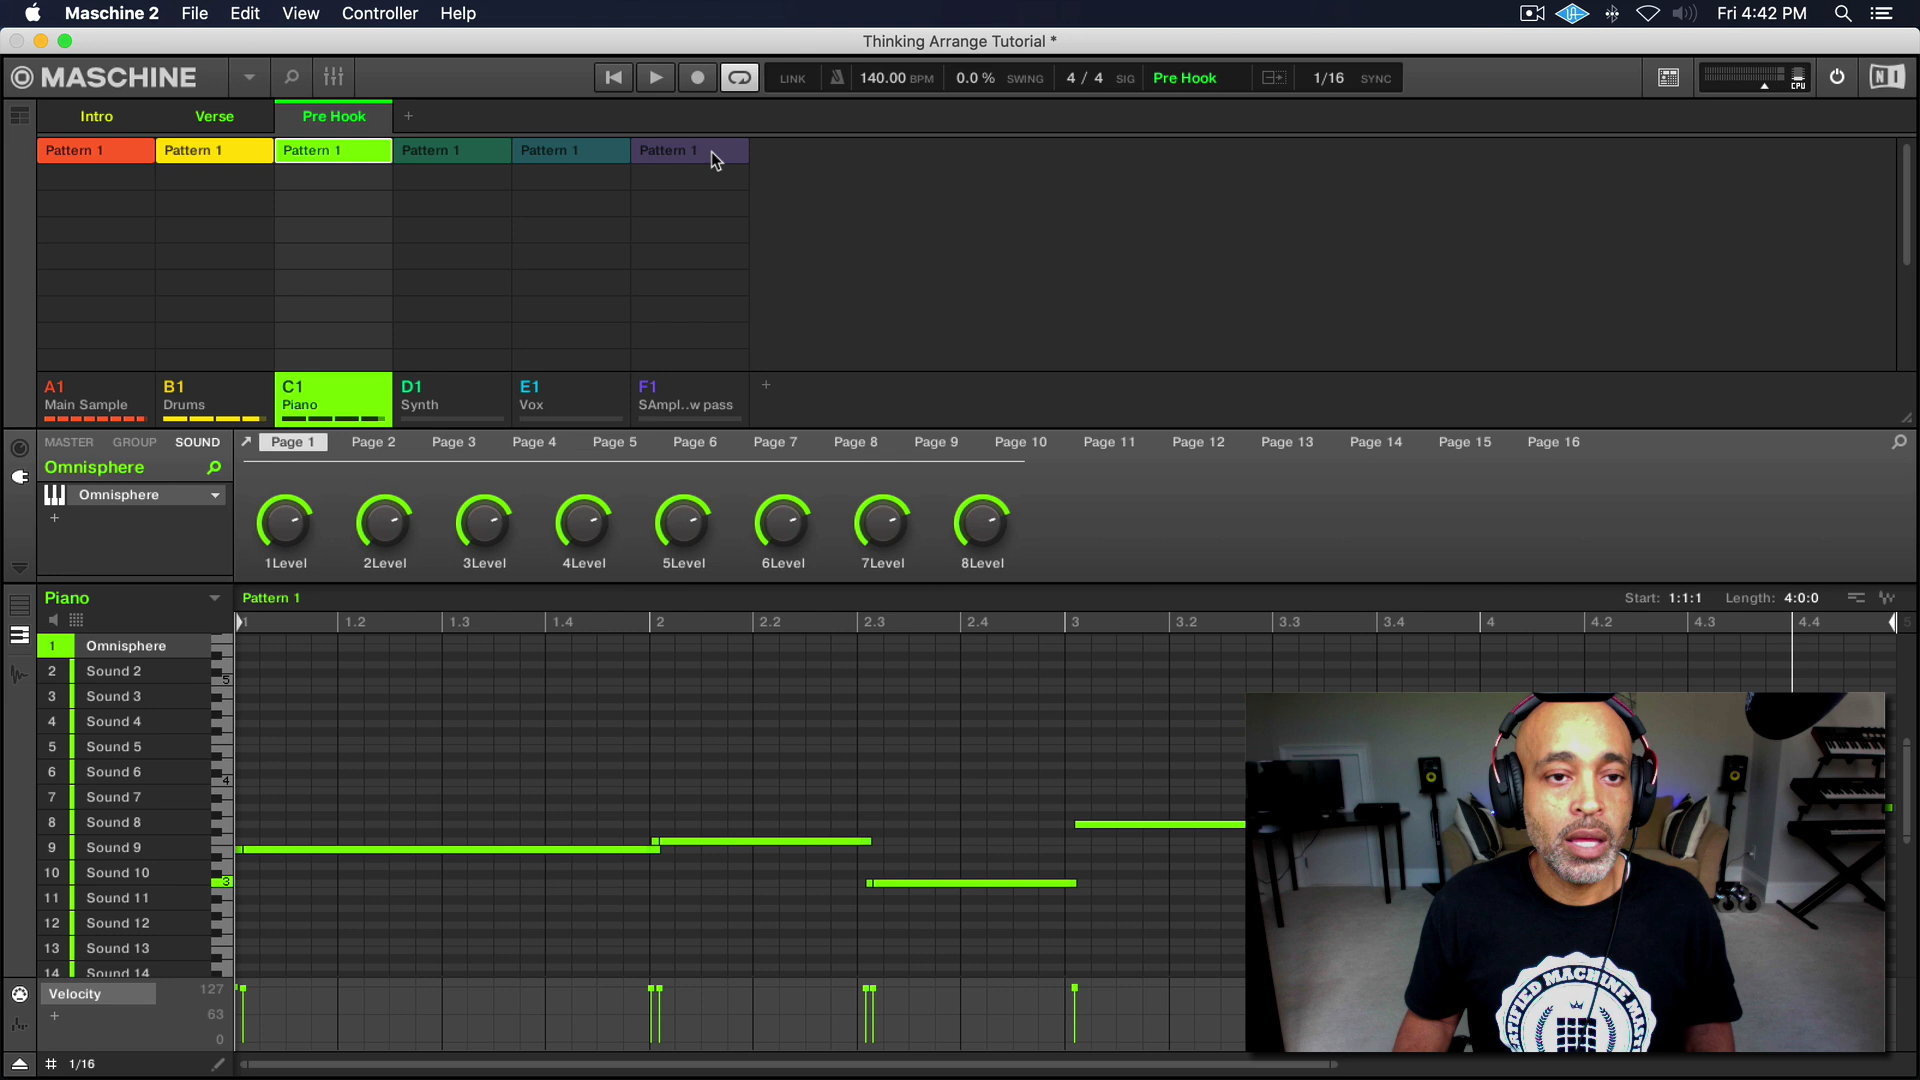 Maschine 2 File Edit View Controller Help Fri 4:42 PM
Thinking Arrange Tutorial *
MASCHINE LINK 140.00 BPM 0.0 % SWING 4 / 4 SIG Pre Hook 1/16 SYNC CPU NI
Intro Verse Pre Hook +
Pattern 1 Pattern 1 Pattern 1 Pattern 1 Pattern 1 Pattern 1
A1 B1 C1 D1 E1 F1 +
Main Sample Drums Piano Synth Vox SAmpl..w pass
MASTER GROUP SOUND Page 1 Page 2 Page 3 Page 4 Page 5 Page 6 Page 7 Page 8 Page 9 Page 10 Page 11 Page 12 Page 13 Page 14 Page 15 Page 16
Omnisphere
Omnisphere
+
1Level 2Level 3Level 4Level 5Level 6Level 7Level 8Level
Piano Pattern 1 Start: 1:1:1 Length: 4:0:0
1 1.2 1.3 1.4 2 2.2 2.3 2.4 3 3.2 3.3 3.4 4 4.2 4.3 4.4 5
1 Omnisphere
2 Sound 2 5
3 Sound 3
4 Sound 4
5 Sound 5
6 Sound 6 4
7 Sound 7
8 Sound 8
9 Sound 9
10 Sound 10 3
11 Sound 11
12 Sound 12
13 Sound 13
14 Sound 14
Velocity 127
+ 63
0
# 1/16